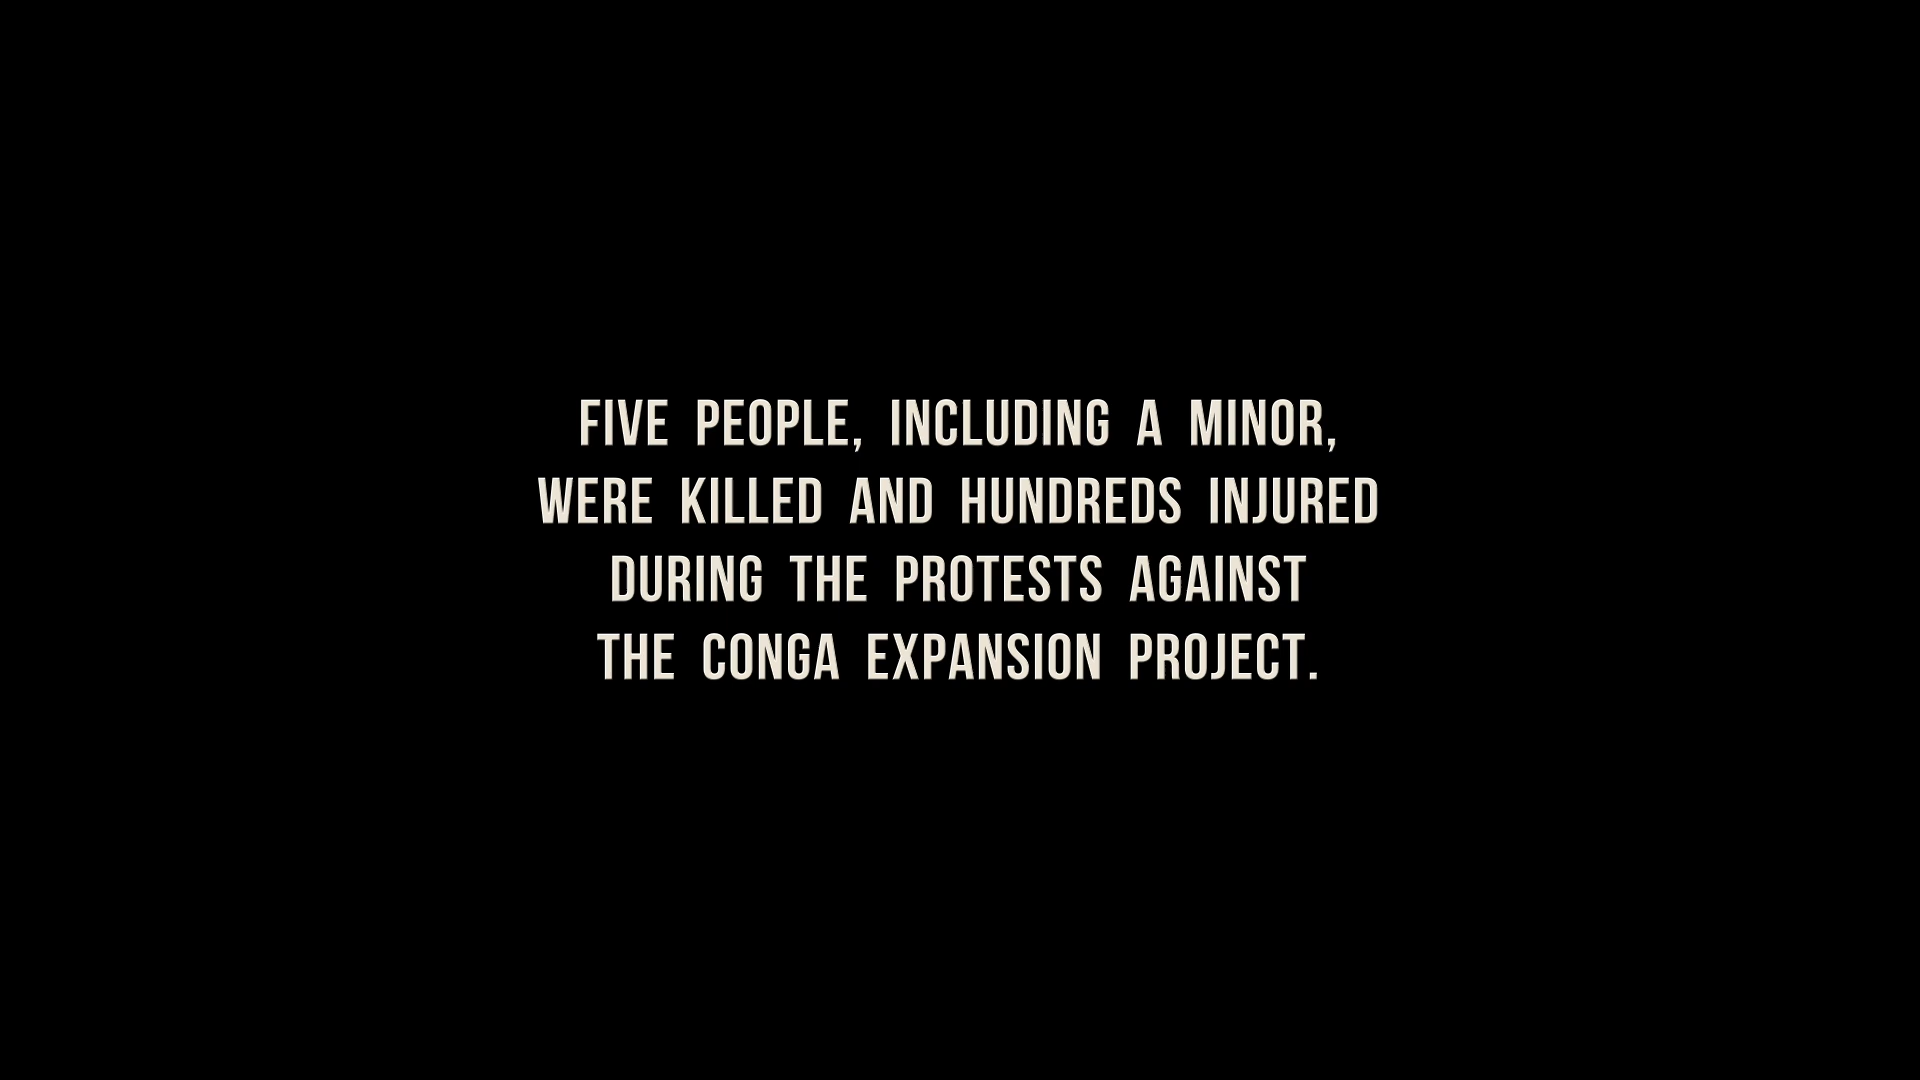 FIVE PEOPLE, INCLUDING A MINOR,
WERE KILLED AND HUNDREDS INJURED
DURING THE PROTESTS AGAINST
THE CONGA EXPANSION PROJECT.